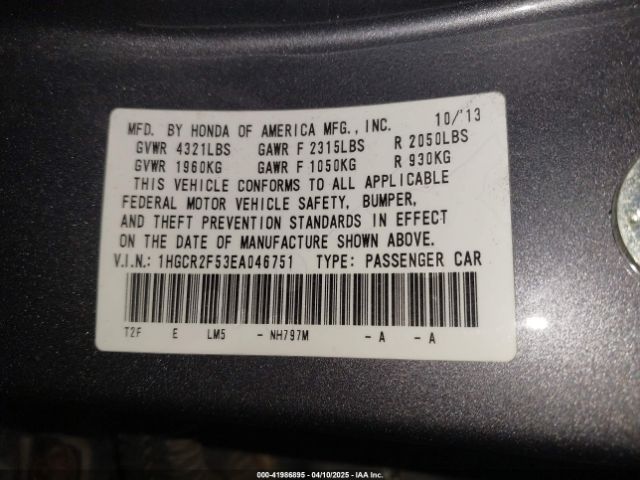 MFD. BY HONDA OF AMERICA MFG., INC. 10/'13
GVWR 4321LBS GAWR F 2315LBS R 2050LBS
GVWR 1960KG GAWR F 1050KG R 930KG
THIS VEHICLE CONFORMS TO ALL APPLICABLE
FEDERAL MOTOR VEHICLE SAFETY, BUMPER,
AND THEFT PREVENTION STANDARDS IN EFFECT
ON THE DATE OF MANUFACTURE SHOWN ABOVE.
V.I.N.: 1HGCR2F53EA046751 TYPE: PASSENGER CAR
T2F E LM5 - NH797M - A - A
000-41986895 - 04/10/2025 - IAA Inc.